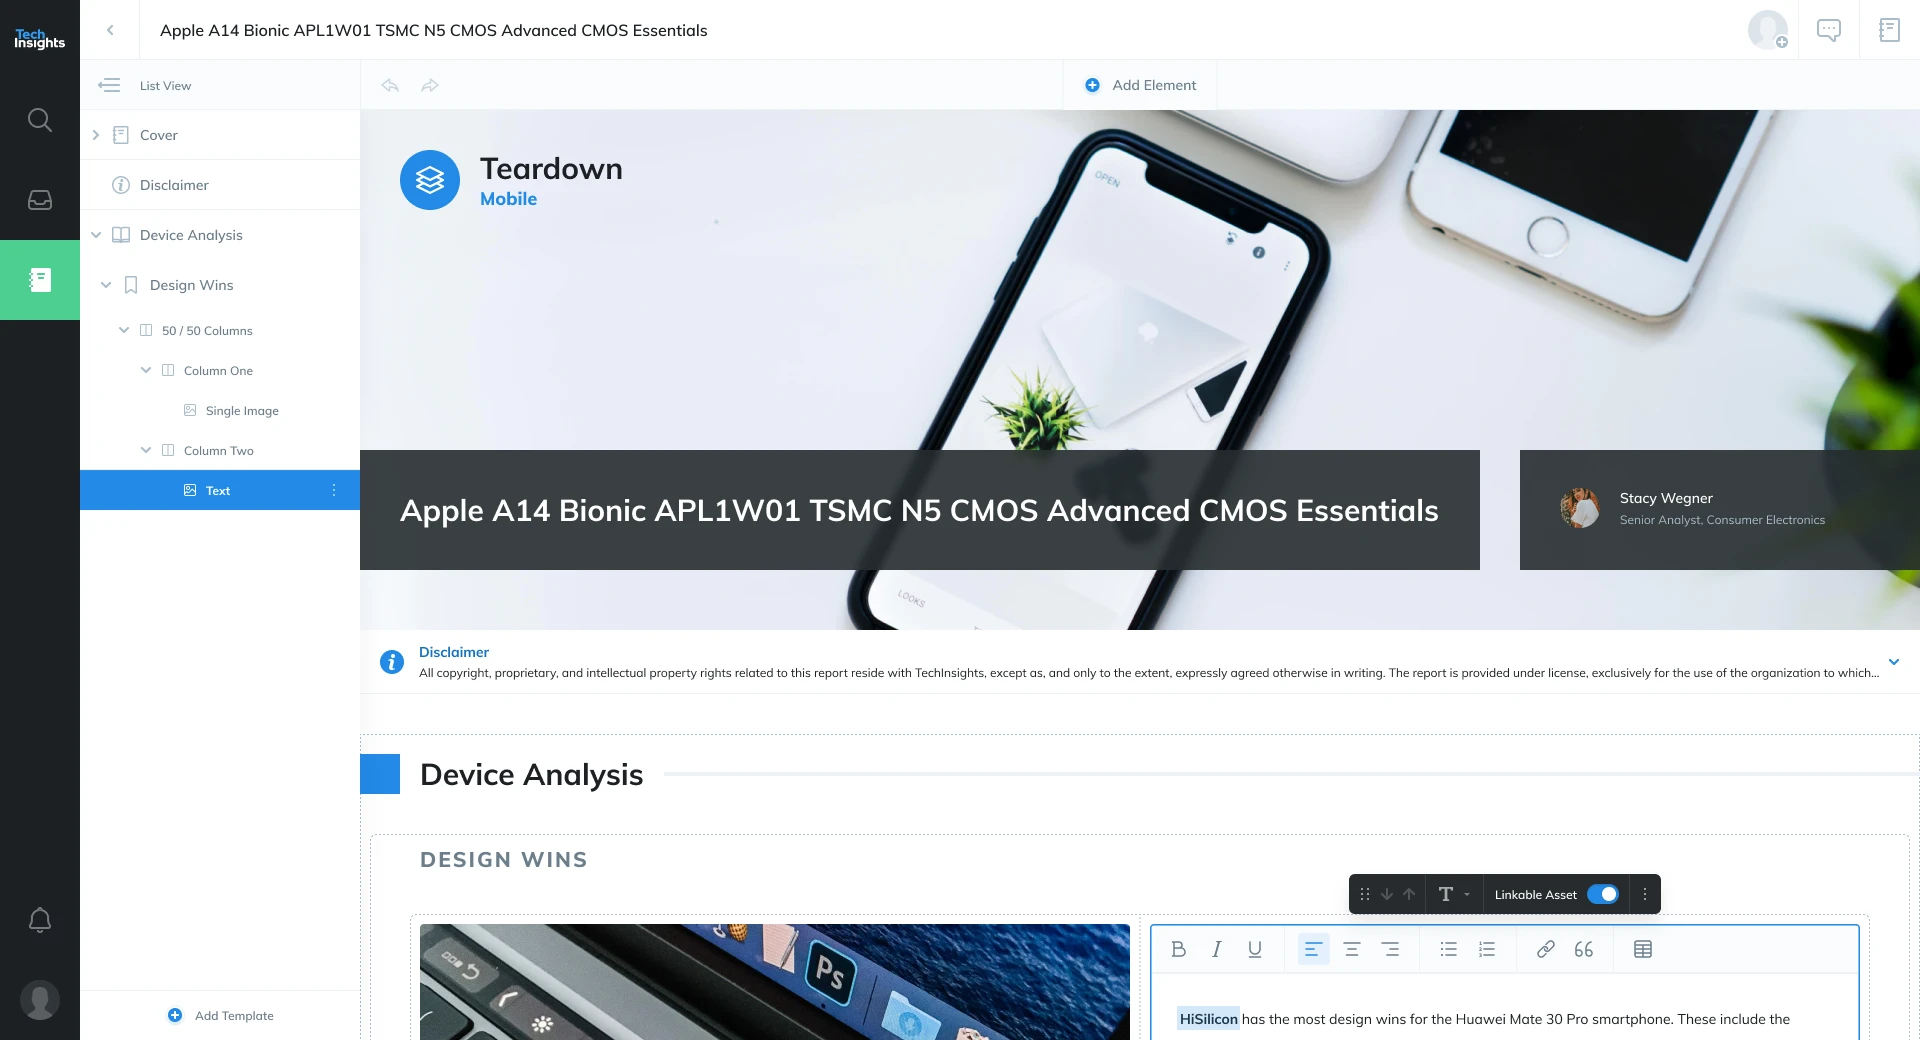 Tech
Insights
Apple A14 Bionic APL1W01 TSMC N5 CMOS Advanced CMOS Essentials
List View
Add Element
Cover
Disclaimer
Device Analysis
Design Wins
50 / 50 Columns
Column One
Single Image
Column Two
Text
Add Template
Teardown
Mobile
OPEN
LOOKS
Apple A14 Bionic APL1W01 TSMC N5 CMOS Advanced CMOS Essentials
Stacy Wegner
Senior Analyst, Consumer Electronics
Disclaimer
All copyright, proprietary, and intellectual property rights related to this report reside with TechInsights, except as, and only to the extent, expressly agreed otherwise in writing. The report is provided under license, exclusively for the use of the organization to which...
Device Analysis
DESIGN WINS
T
Linkable Asset
B I U
Ps
HiSilicon has the most design wins for the Huawei Mate 30 Pro smartphone. These include the